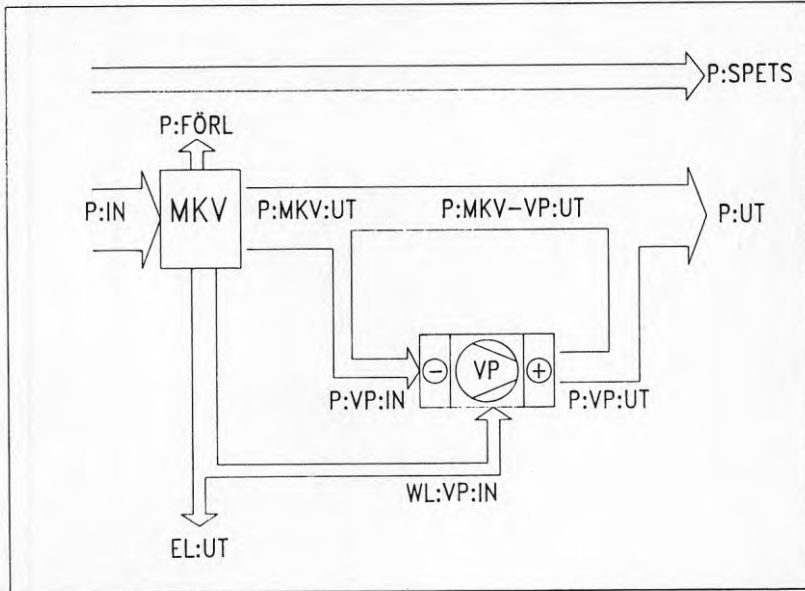 P:SPETS
P:FÖRL
P:IN
MKV
P:MKV:UT
P:MKV-VP:UT
P:UT
- VP +
P:VP:IN
P:VP:UT
WL:VP:IN
EL:UT